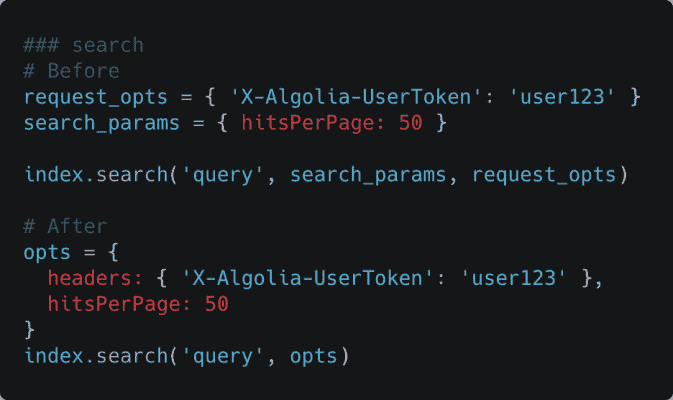 ### search
# Before
request_opts = { 'X-Algolia-UserToken': 'user123' }
search_params = { hitsPerPage: 50 }
index.search('query', search_params, request_opts)
# After
opts = {
  headers: { 'X-Algolia-UserToken': 'user123' },
  hitsPerPage: 50
}
index.search('query', opts)